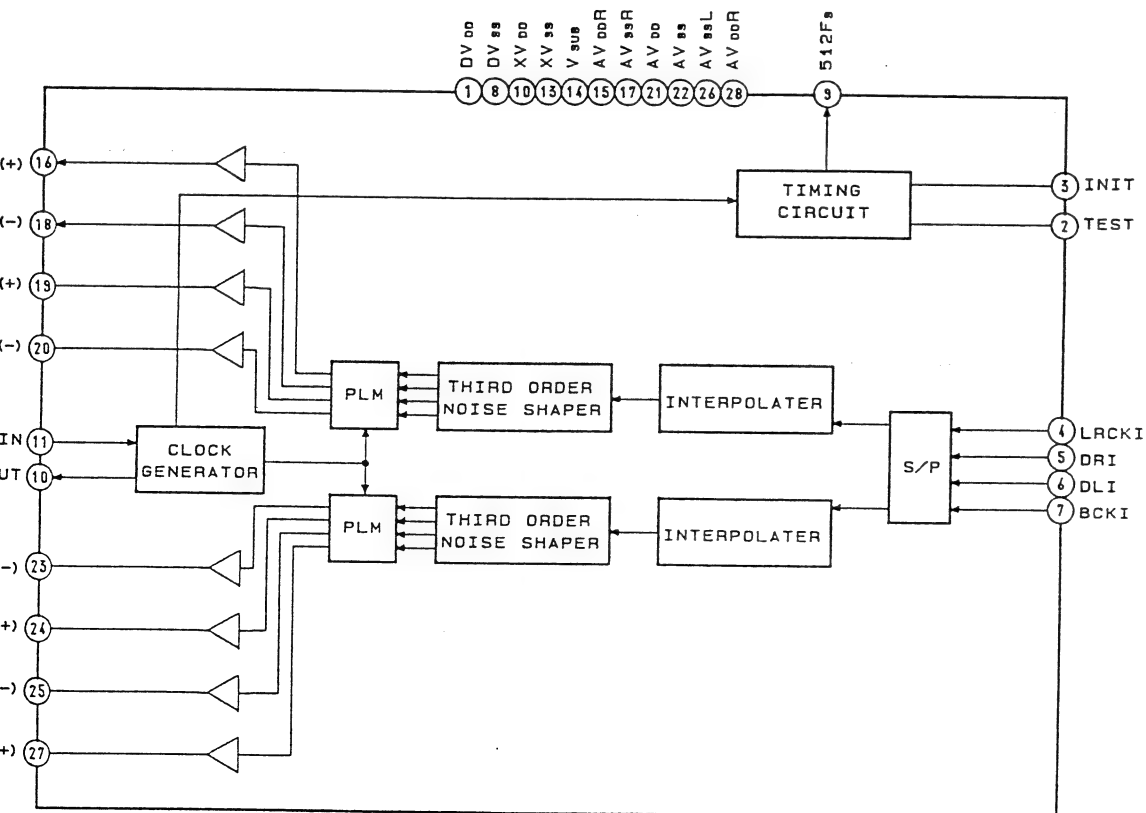 DVDD
DVSS
XVDD
XVSS
VSUB
AVDDR
AVSSR
AVDD
AVSS
AVSSL
AVDDR
512Fs
1
8
10
13
14
15
17
21
22
26
28
9
(+) 16
TIMING
CIRCUIT
3 INIT
(-) 18
2 TEST
(+) 19
(-) 20
PLM
THIRD ORDER
NOISE SHAPER
INTERPOLATER
IN 11
CLOCK
GENERATOR
S/P
4 LRCKI
5 DRI
UT 10
6 DLI
7 BCKI
PLM
THIRD ORDER
NOISE SHAPER
INTERPOLATER
-) 23
+) 24
-) 25
+) 27